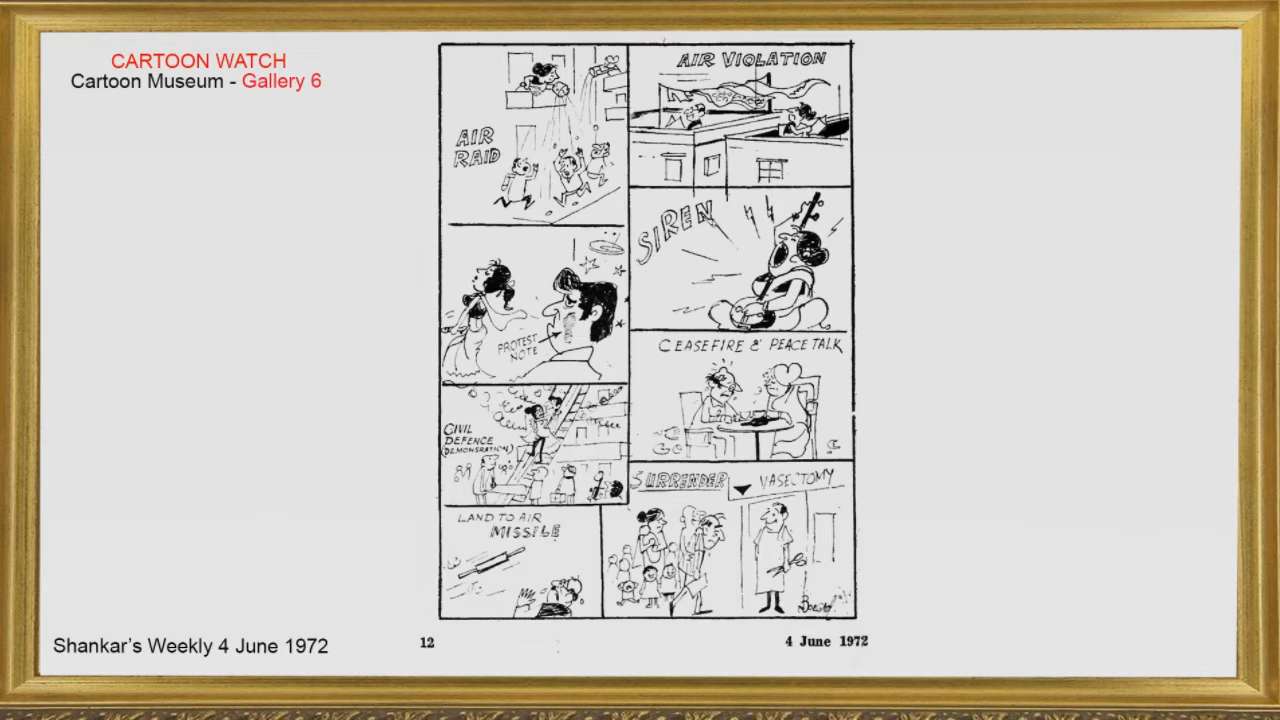 CARTOON WATCH
Cartoon Museum - Gallery 6
AIR
RAID
AIR VIOLATION
SIREN
PROTEST
NOTE
CEASEFIRE & PEACE TALK
CIVIL
DEFENCE
(DEMONSRATION)
SURRENDER
VASECTOMY
LAND TO AIR
MISSILE
Shankar's Weekly 4 June 1972
12
4 June 1972